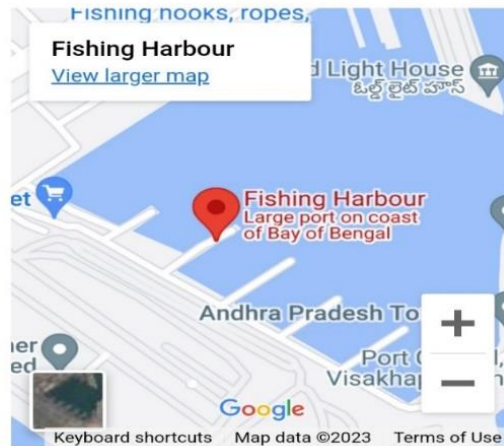 Fishing hooks, ropes,
Fishing Harbour
View larger map
Light House
ఓల్డ్ లైట్ హౌస్
Fishing Harbour
Large port on coast
of Bay of Bengal
Andhra Pradesh To
Port
Google
Keyboard shortcuts Map data ©2023 Terms of Use